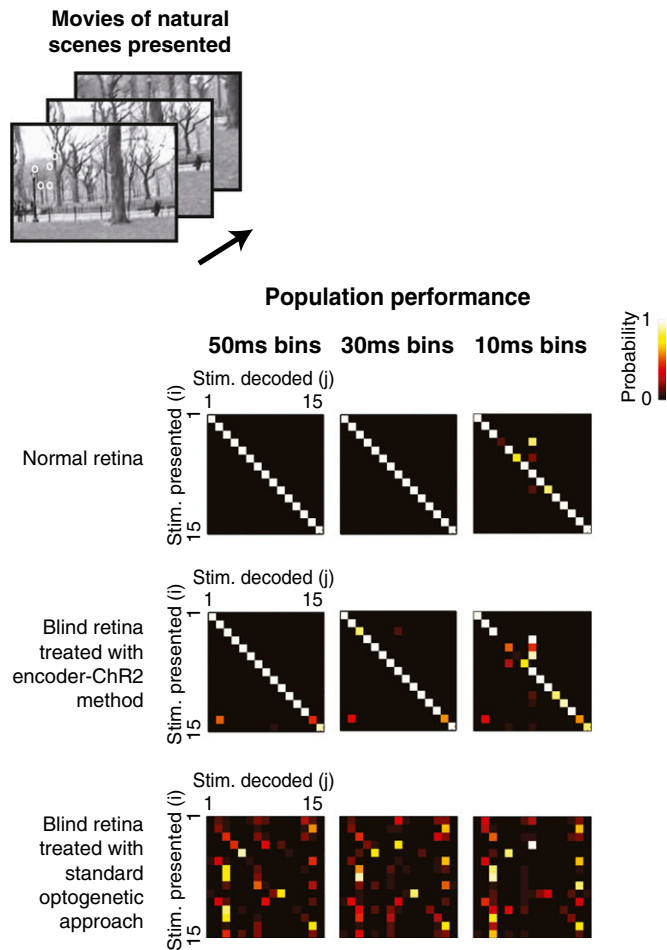 Movies of natural
scenes presented
Population performance
50ms bins 30ms bins 10ms bins
Probability
1
0
Stim. decoded (j)
1 15
Normal retina
Stim. presented (i)
1
15
Stim. decoded (j)
1 15
Blind retina
treated with
encoder-ChR2
method
Stim. presented (i)
1
15
Stim. decoded (j)
1 15
Blind retina
treated with
standard
optogenetic
approach
Stim. presented (i)
1
15